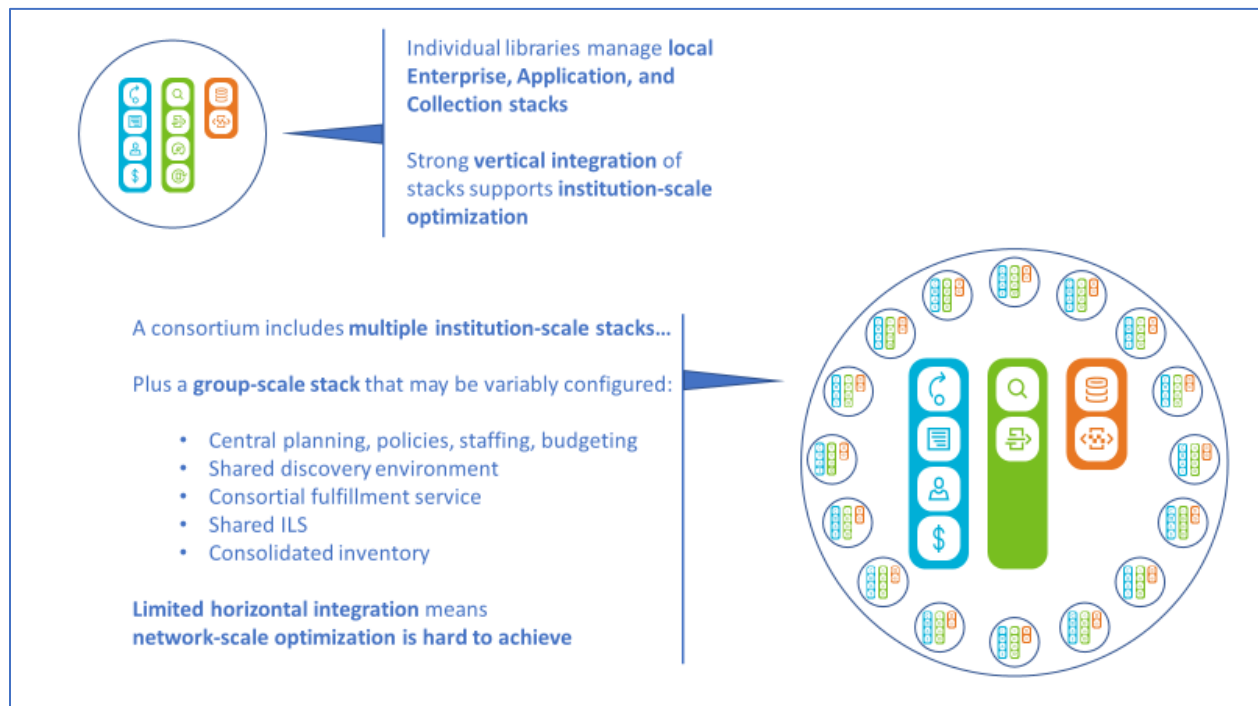 Individual libraries manage local
Enterprise, Application, and
Collection stacks
Strong vertical integration of
stacks supports institution-scale
optimization
A consortium includes multiple institution-scale stacks...
Plus a group-scale stack that may be variably configured:
• Central planning, policies, staffing, budgeting
• Shared discovery environment
• Consortial fulfillment service
• Shared ILS
• Consolidated inventory
Limited horizontal integration means
network-scale optimization is hard to achieve
$
$